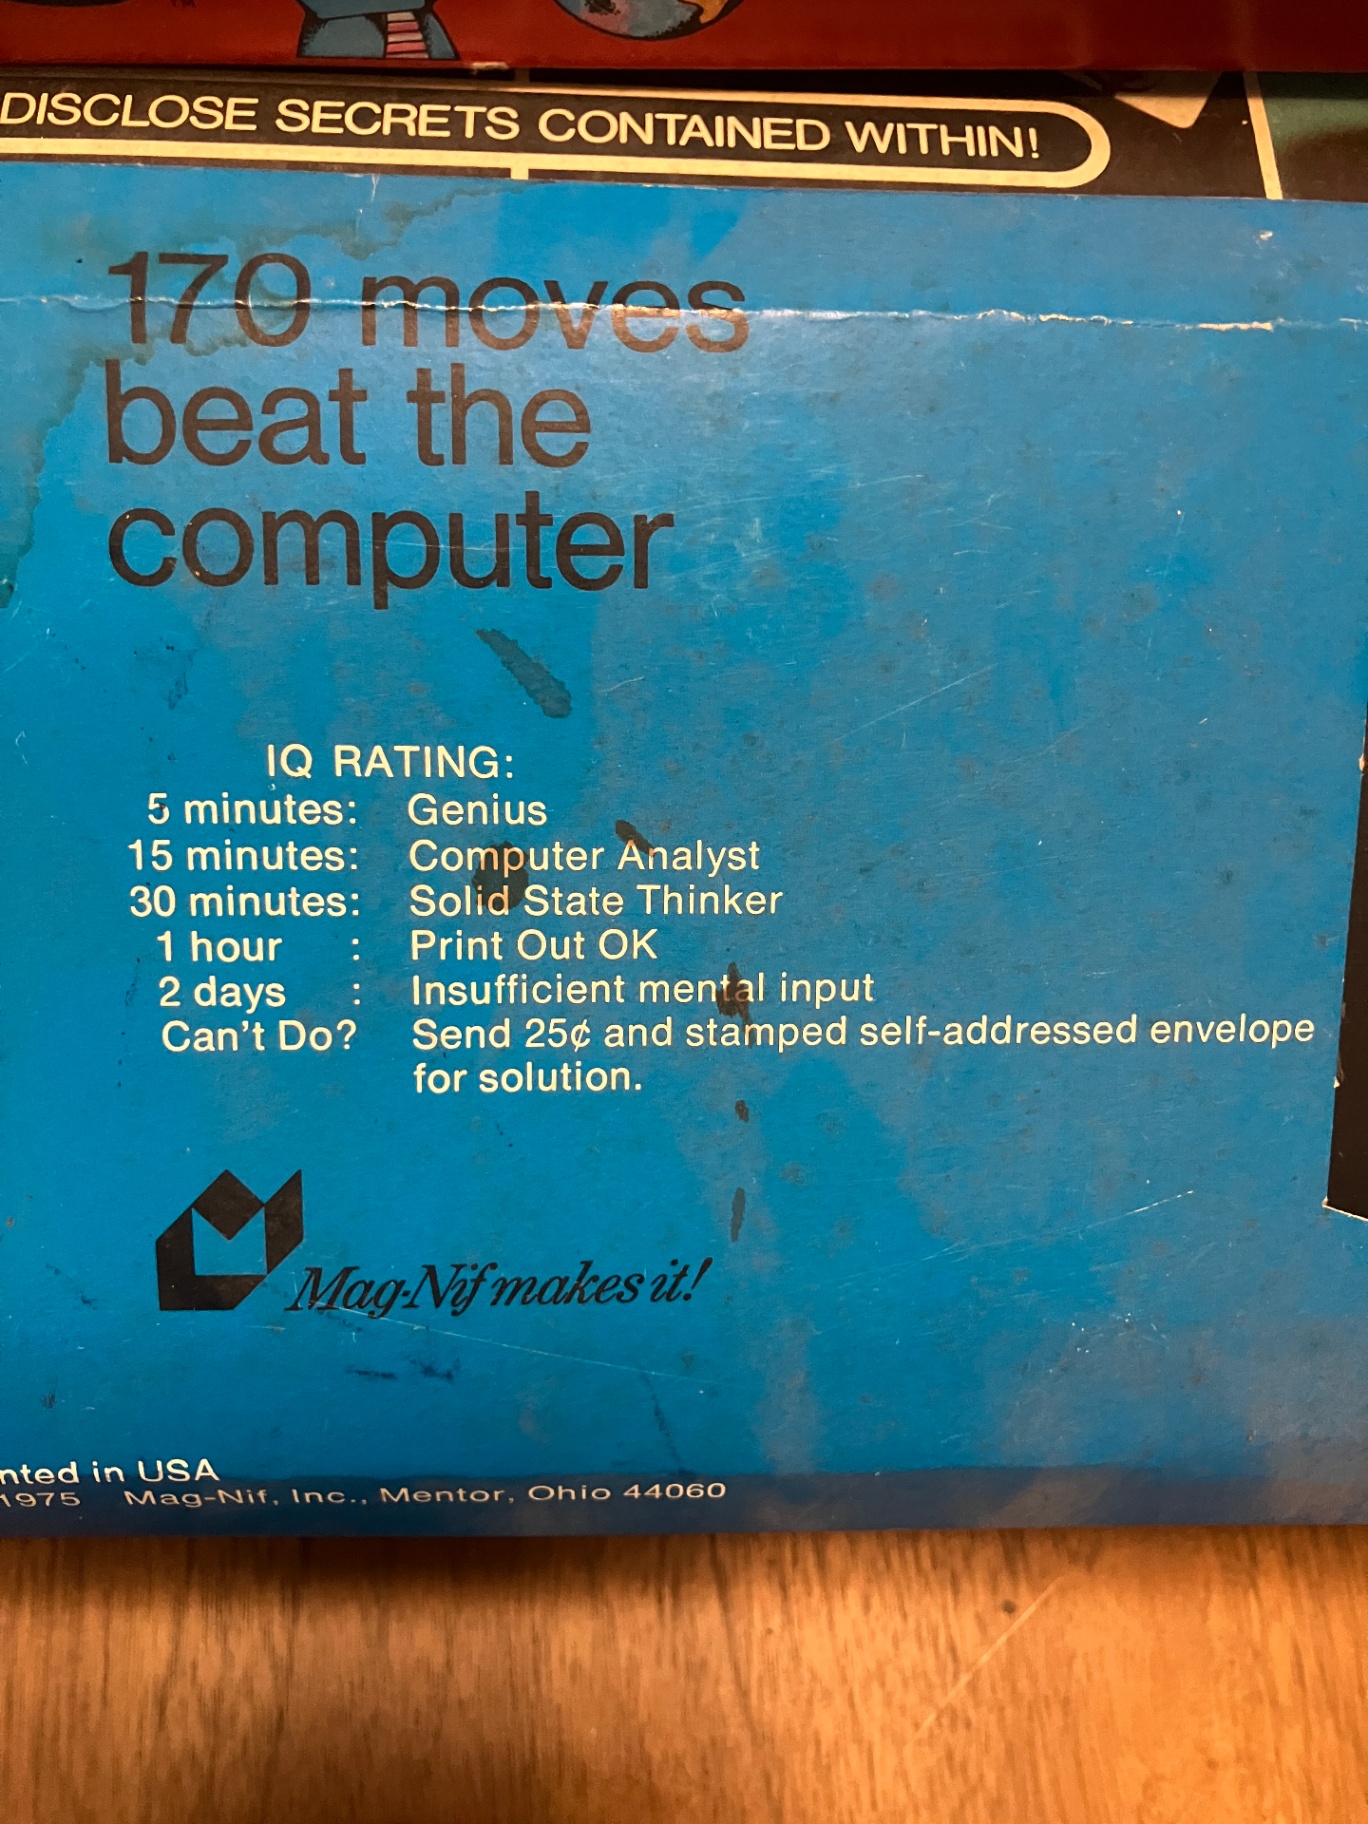 DISCLOSE SECRETS CONTAINED WITHIN!
170 moves
beat the
computer
IQ RATING:
5 minutes: Genius
15 minutes: Computer Analyst
30 minutes: Solid State Thinker
1 hour : Print Out OK
2 days : Insufficient mental input
Can't Do? Send 25¢ and stamped self-addressed envelope
for solution.
Mag-Nif makes it!
nted in USA
1975 Mag-Nif, Inc., Mentor, Ohio 44060